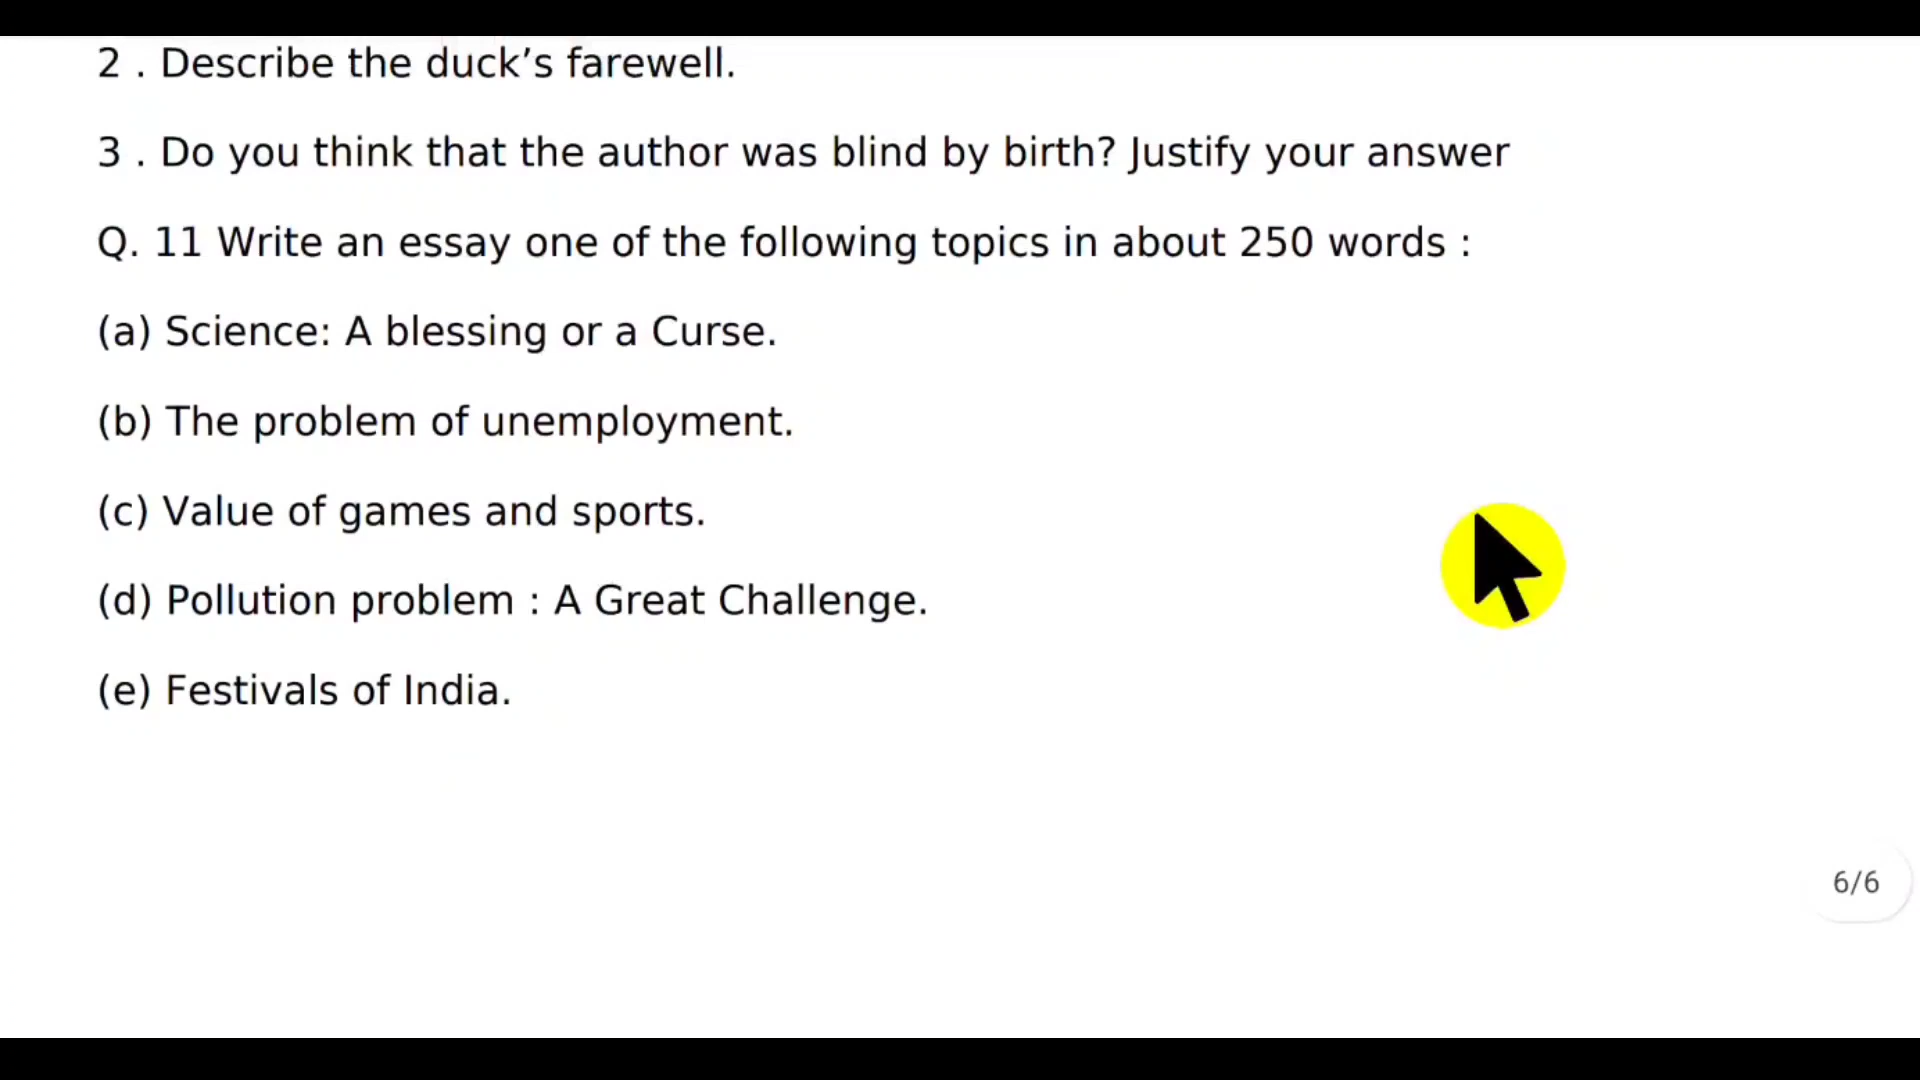 2 . Describe the duck’s farewell.
3 . Do you think that the author was blind by birth? Justify your answer
Q. 11 Write an essay one of the following topics in about 250 words :
(a) Science: A blessing or a Curse.
(b) The problem of unemployment.
(c) Value of games and sports.
(d) Pollution problem : A Great Challenge.
(e) Festivals of India.
6/6